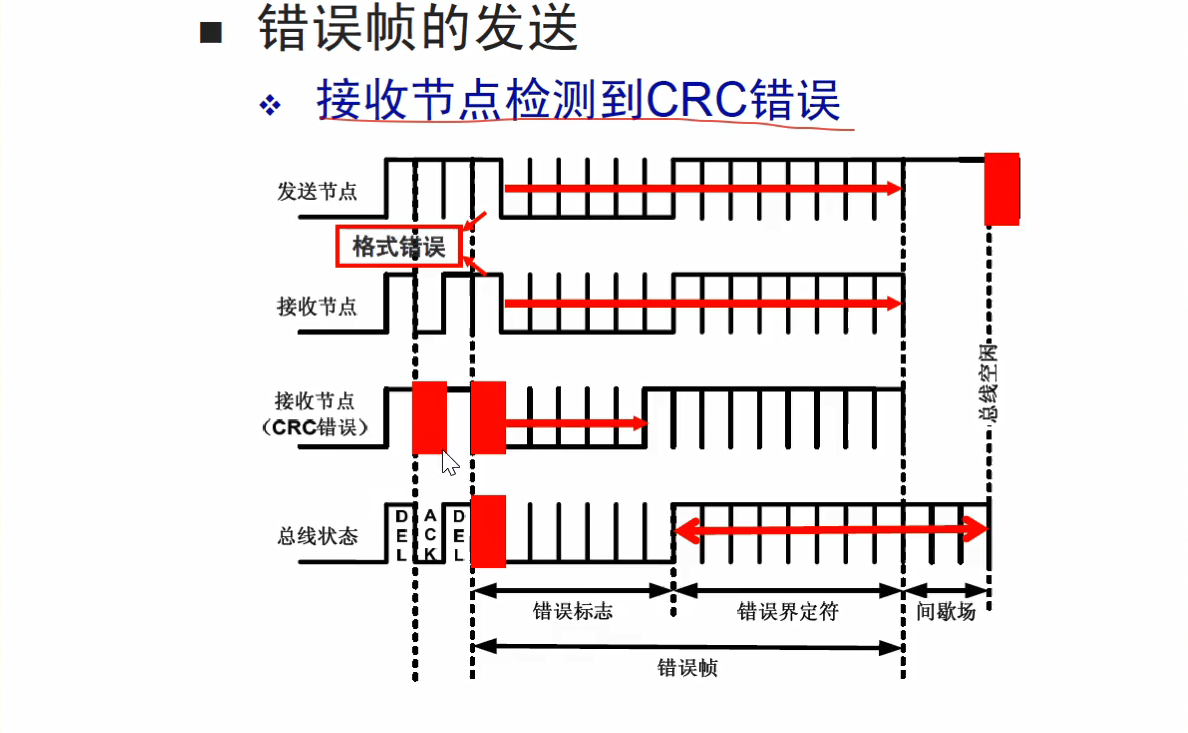 ■ 错误帧的发送
❖ 接收节点检测到CRC错误
发送节点
格式错误
接收节点
接收节点
（CRC错误）
总线空闲
总线状态
DEL ACK DEL
错误标志
错误界定符
间歇场
错误帧